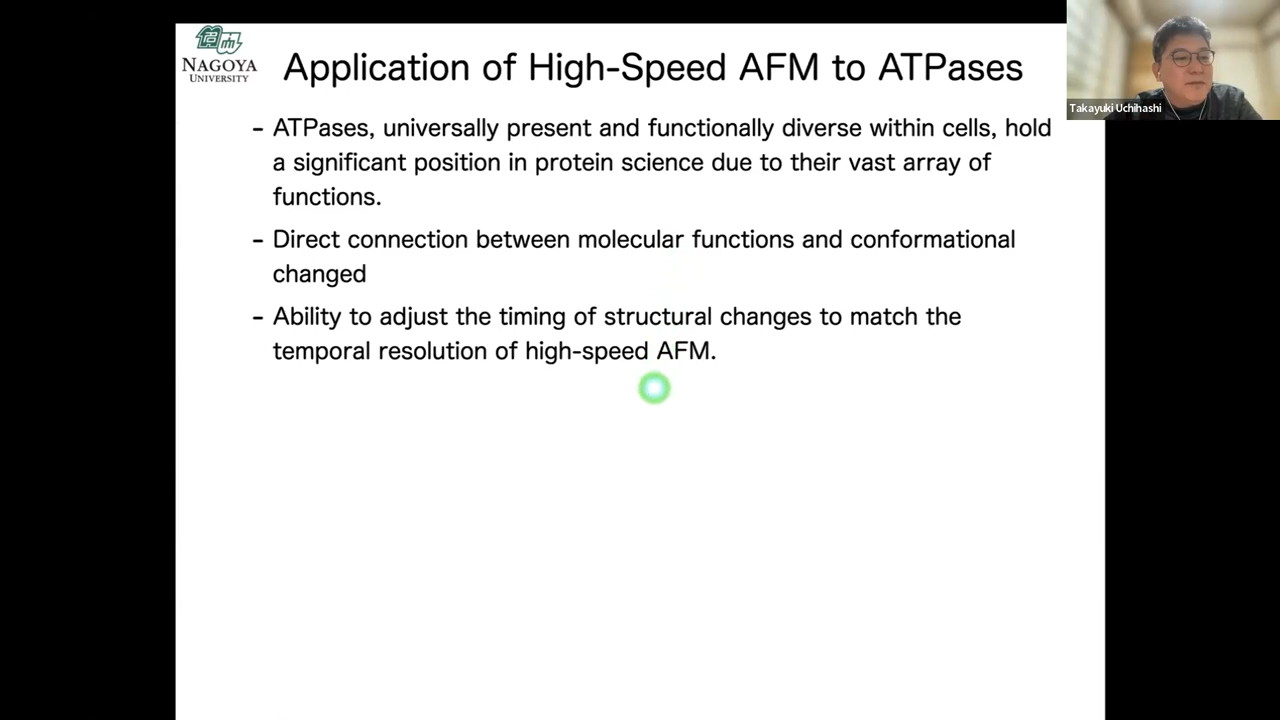 NAGOYA
UNIVERSITY
Application of High-Speed AFM to ATPases
Takayuki Uchihashi
- ATPases, universally present and functionally diverse within cells, hold
a significant position in protein science due to their vast array of
functions.
- Direct connection between molecular functions and conformational
changed
- Ability to adjust the timing of structural changes to match the
temporal resolution of high-speed AFM.